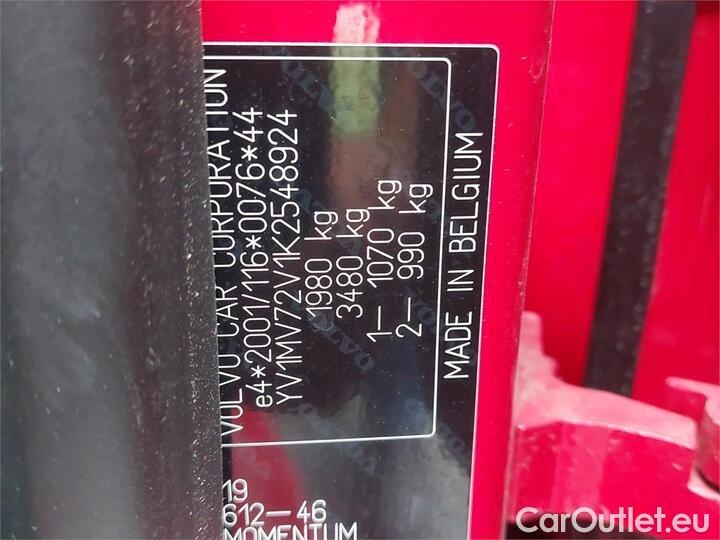 VOLVO CAR CORPORATION
e4*2001/116*0076*44
YV1MV72V1K2548924
1980 kg
3480 kg
1– 1070 kg
2– 990 kg
MADE IN BELGIUM
19
612–46
MOMENTUM
CarOutlet.eu